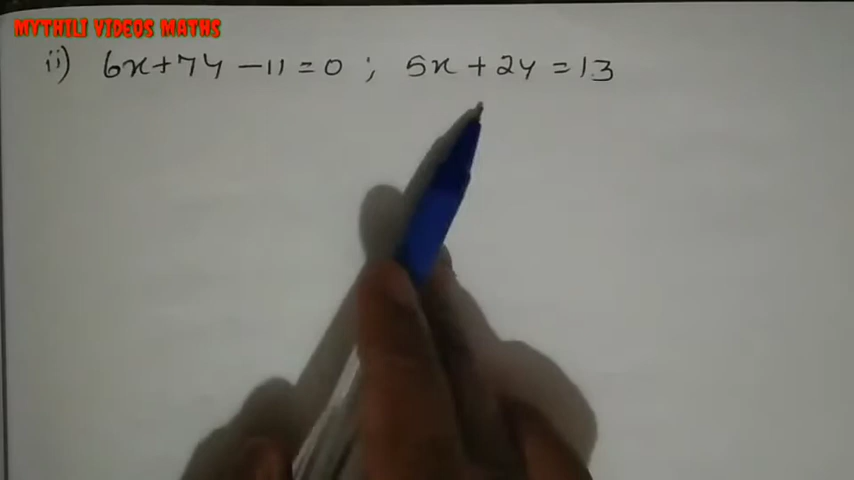 MYTHILI VIDEOS MATHS
ii) 6x+7y -11=0 ; 5x+2y=13